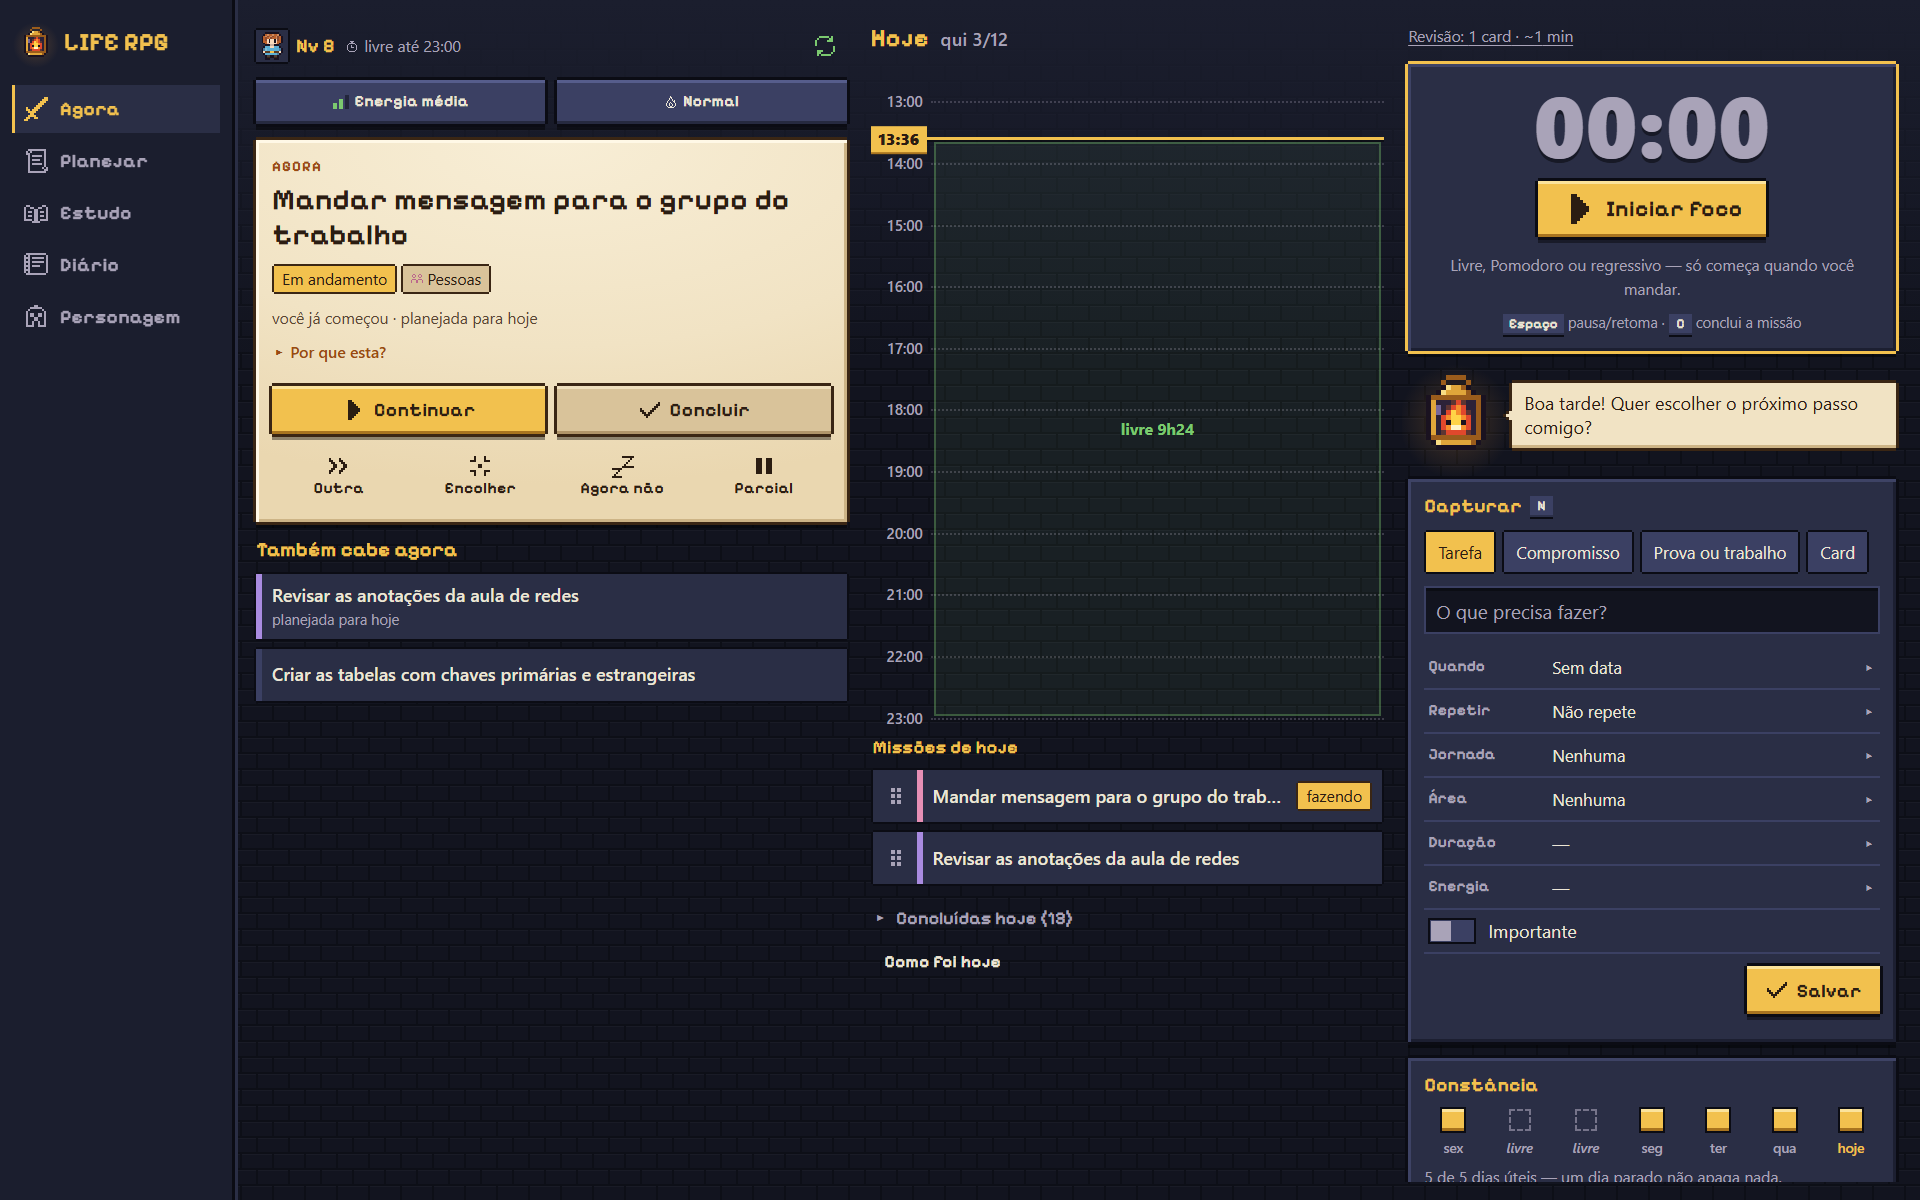 LIFE RPG
Agora
Planejar
Estudo
Diário
Personagem
Nv 8 livre até 23:00
Energia média
Normal
AGORA
Mandar mensagem para o grupo do
trabalho
Em andamento
Pessoas
você já começou · planejada para hoje
Por que esta?
Continuar
Concluir
Outra
Encolher
Agora não
Parcial
Também cabe agora
Revisar as anotações da aula de redes
planejada para hoje
Criar as tabelas com chaves primárias e estrangeiras
Hoje qui 3/12
13:00
13:36
14:00
15:00
16:00
17:00
18:00
livre 9h24
19:00
20:00
21:00
22:00
23:00
Missões de hoje
Mandar mensagem para o grupo do trab... fazendo
Revisar as anotações da aula de redes
Concluídas hoje (13)
Como foi hoje
Revisão: 1 card · ~1 min
00:00
Iniciar foco
Livre, Pomodoro ou regressivo — só começa quando você
mandar.
Espaço pausa/retoma · C conclui a missão
Boa tarde! Quer escolher o próximo passo
comigo?
Capturar N
Tarefa
Compromisso
Prova ou trabalho
Card
O que precisa fazer?
Quando Sem data
Repetir Não repete
Jornada Nenhuma
Área Nenhuma
Duração —
Energia —
Importante
Salvar
Constância
sex livre livre seg ter qua hoje
5 de 5 dias úteis — um dia parado não apaga nada.